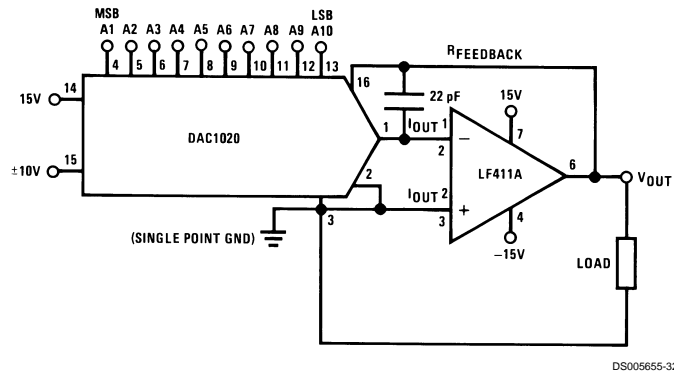 MSB LSB
A1 A2 A3 A4 A5 A6 A7 A8 A9 A10
4 5 6 7 8 9 10 11 12 13
RFEEDBACK
16
14
15V
22 pF
15V
DAC1020
1
IOUT 1
2
−
7
15
±10V
LF411A
6
VOUT
2
IOUT 2
3
+
4
−15V
3
(SINGLE POINT GND)
LOAD
DS005655-32